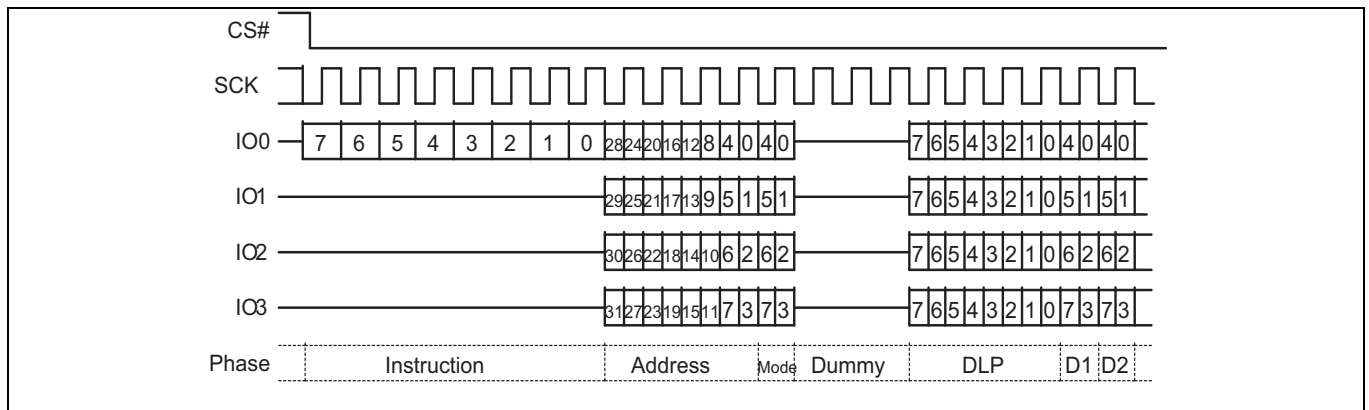 CS#
SCK
IO0 7 6 5 4 3 2 1 0 28 24 20 16 12 8 4 0 4 0 7 6 5 4 3 2 1 0 4 0 4 0
IO1 29 25 21 17 13 9 5 1 5 1 7 6 5 4 3 2 1 0 5 1 5 1
IO2 30 26 22 18 14 10 6 2 6 2 7 6 5 4 3 2 1 0 6 2 6 2
IO3 31 27 23 19 15 11 7 3 7 3 7 6 5 4 3 2 1 0 7 3 7 3
Phase Instruction Address Mode Dummy DLP D1 D2